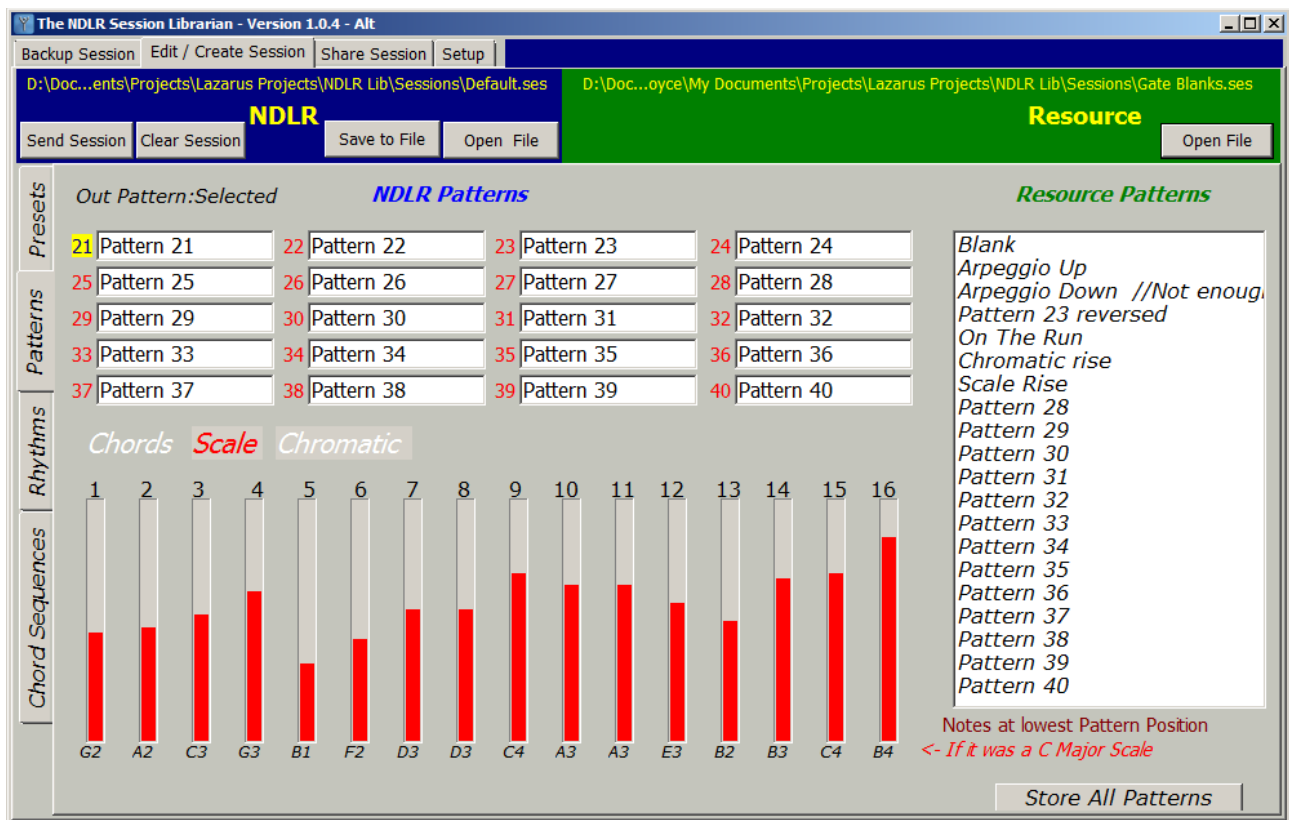 The NDLR Session Librarian - Version 1.0.4 - Alt
Backup Session Edit / Create Session Share Session Setup
D:\Doc...ents\Projects\Lazarus Projects\NDLR Lib\Sessions\Default.ses D:\Doc...oyce\My Documents\Projects\Lazarus Projects\NDLR Lib\Sessions\Gate Blanks.ses
NDLR Resource
Send Session Clear Session Save to File Open File Open File
Presets
Patterns
Rhythms
Chord Sequences
Out Pattern:Selected NDLR Patterns Resource Patterns
21 Pattern 21 22 Pattern 22 23 Pattern 23 24 Pattern 24
25 Pattern 25 26 Pattern 26 27 Pattern 27 28 Pattern 28
29 Pattern 29 30 Pattern 30 31 Pattern 31 32 Pattern 32
33 Pattern 33 34 Pattern 34 35 Pattern 35 36 Pattern 36
37 Pattern 37 38 Pattern 38 39 Pattern 39 40 Pattern 40
Chords Scale Chromatic
1 2 3 4 5 6 7 8 9 10 11 12 13 14 15 16
G2 A2 C3 G3 B1 F2 D3 D3 C4 A3 A3 E3 B2 B3 C4 B4
Blank
Arpeggio Up
Arpeggio Down //Not enoug
Pattern 23 reversed
On The Run
Chromatic rise
Scale Rise
Pattern 28
Pattern 29
Pattern 30
Pattern 31
Pattern 32
Pattern 33
Pattern 34
Pattern 35
Pattern 36
Pattern 37
Pattern 38
Pattern 39
Pattern 40
Notes at lowest Pattern Position
<- If it was a C Major Scale
Store All Patterns